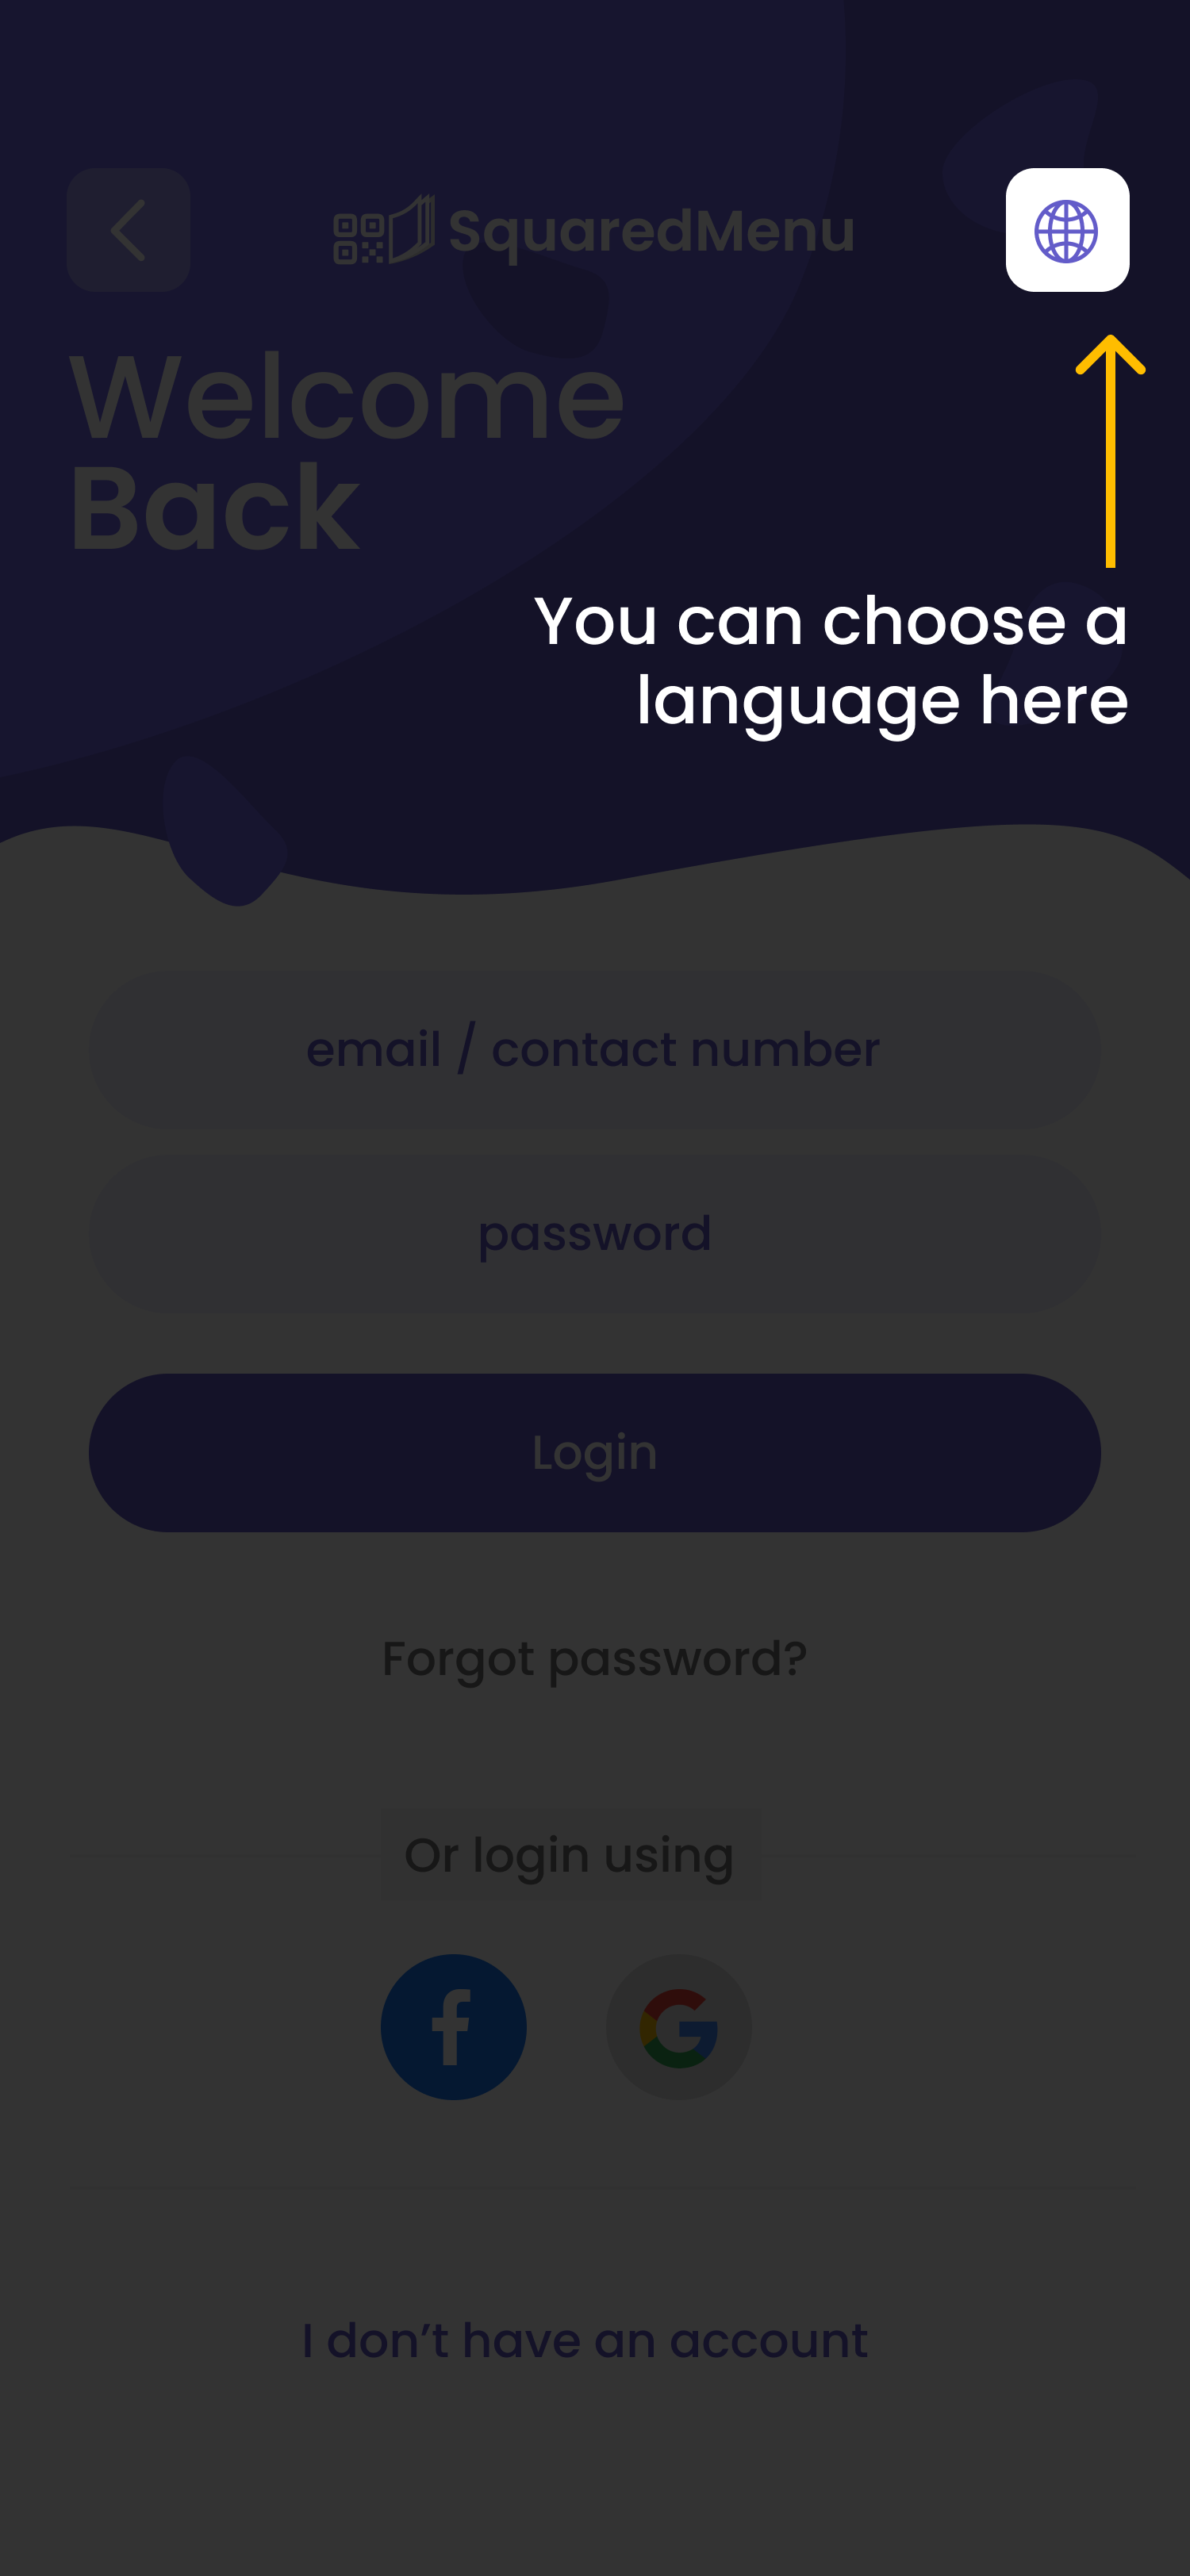 SquaredMenu
Welcome
Back
You can choose a
language here
email / contact number
password
Login
Forgot password?
Or login using
I don’t have an account